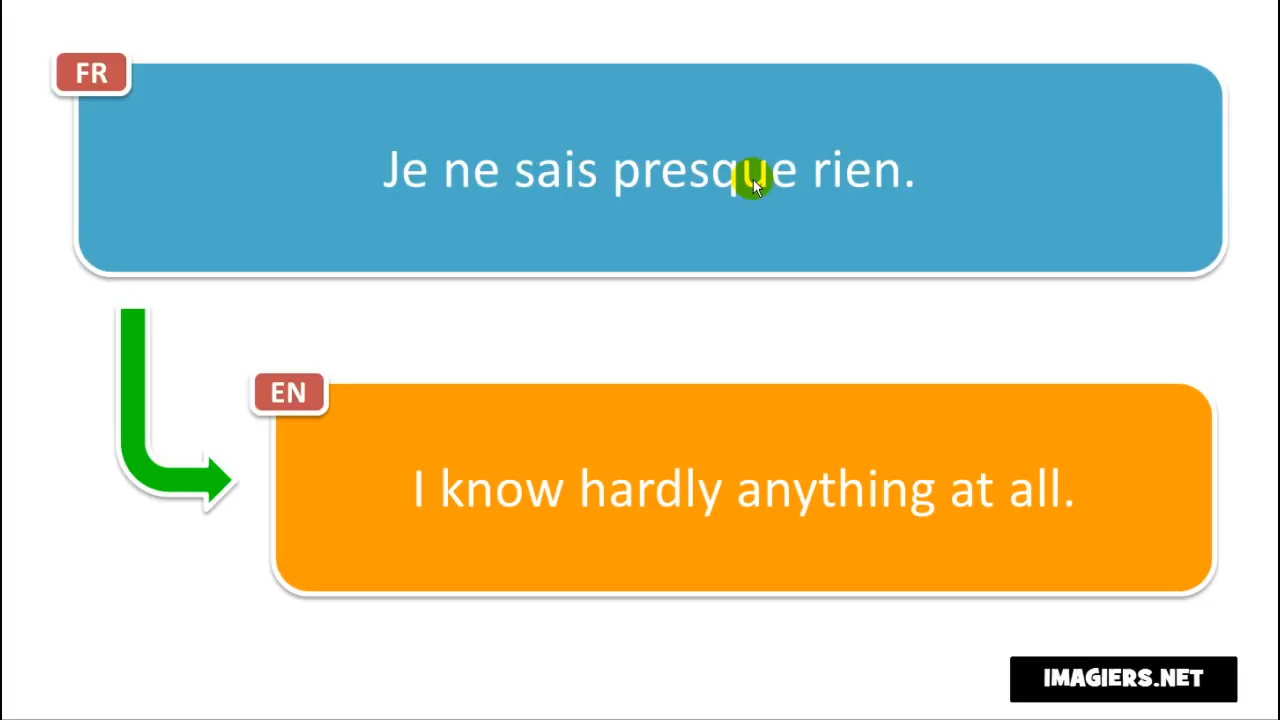 FR
Je ne sais presque rien.
EN
I know hardly anything at all.
IMAGIERS.NET